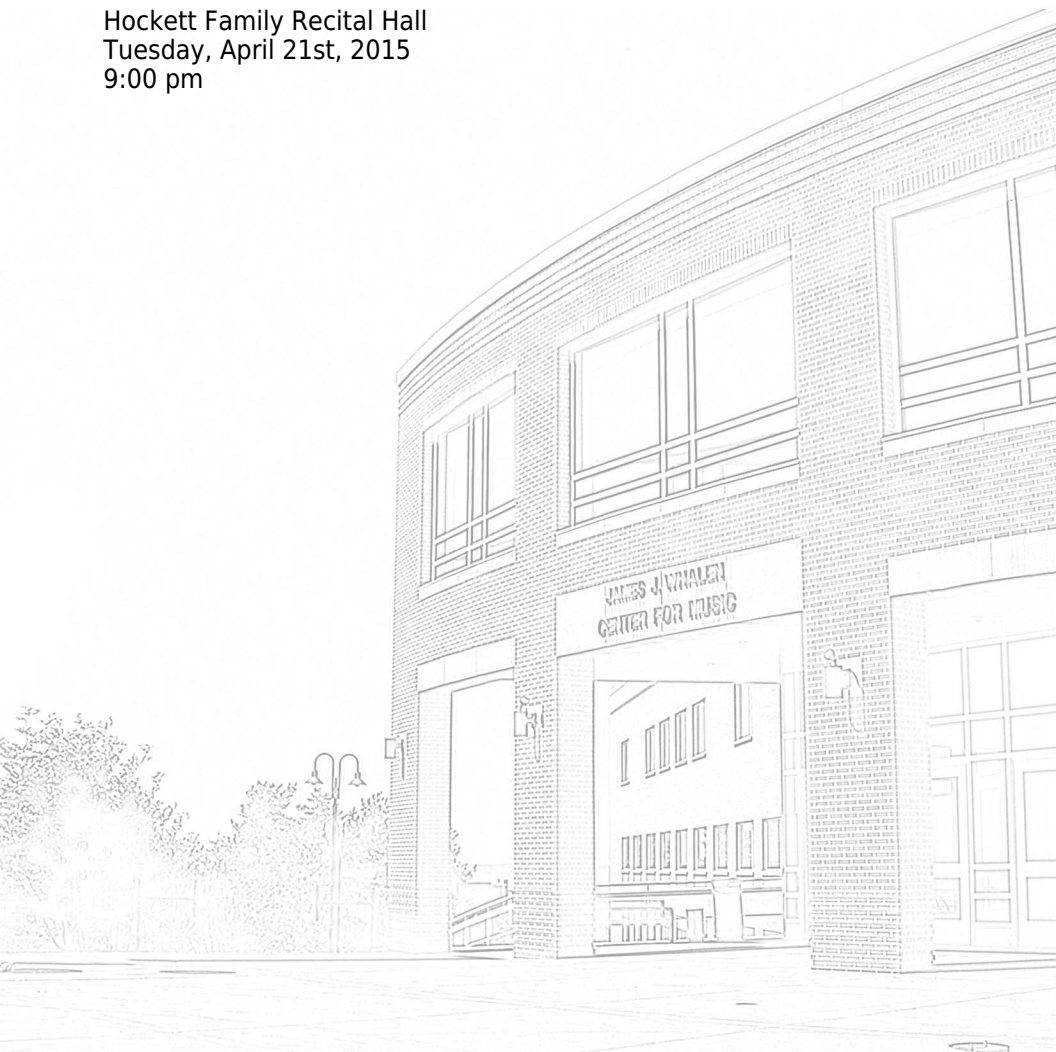 Hockett Family Recital Hall
Tuesday, April 21st, 2015
9:00 pm
JAMES J. WHALEN
CENTER FOR MUSIC